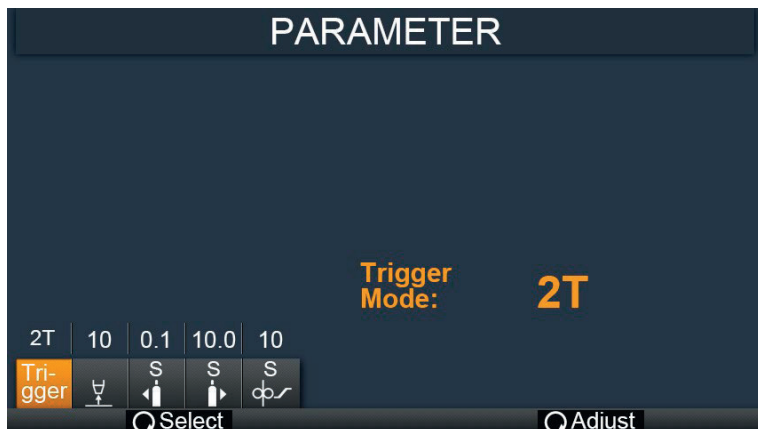 PARAMETER
Trigger
Mode:
2T
2T 10 0.1 10.0 10
Tri-
gger
S S S
Select Adjust